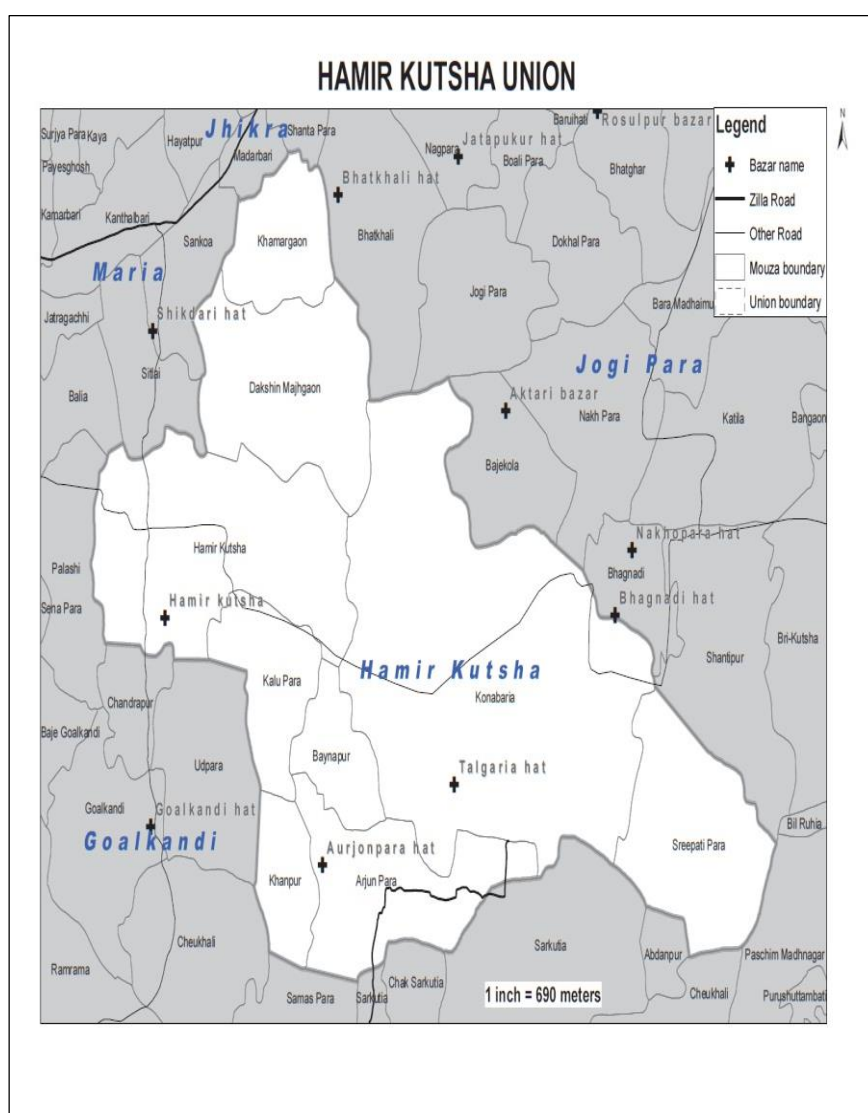 HAMIR KUTSHA UNION
Surjya Para
Kaya
Hayatpur
Jhikra
Shanta Para
Madarbari
Nagpara
Jatapukur hat
Baruihati
Rosulpur bazar
Boali Para
Bhatghar
Legend
N
Bazar name
Zilla Road
Other Road
Mouza boundary
Union boundary
Payesghosh
Kamarbari
Kanthalbari
Sankoa
Khamargaon
Bhatkhali hat
Bhatkhali
Dokhal Para
Maria
Jogi Para
Bara Madhaimu
Jatragachhi
Shikdari hat
Sitlai
Balia
Dakshin Majhgaon
Jogi Para
Aktari bazar
Nakh Para
Katila
Bangaon
Bajekola
Palashi
Hamir Kutsha
Nakhopara hat
Bhagnadi
Sena Para
Hamir kutsha
Bhagnadi hat
Bri-Kutsha
Shantipur
Kalu Para
Hamir Kutsha
Konabaria
Chandrapur
Baje Goalkandi
Udpara
Baynapur
Talgaria hat
Goalkandi
Goalkandi hat
Goalkandi
Bil Ruhia
Aurjonpara hat
Sreepati Para
Khanpur
Arjun Para
Cheukhali
Ramrama
Sarkutia
Abdanpur
Paschim Madhnagar
Samas Para
Sarkutia
Chak Sarkutia
1 inch = 690 meters
Cheukhali
Purushuttambati